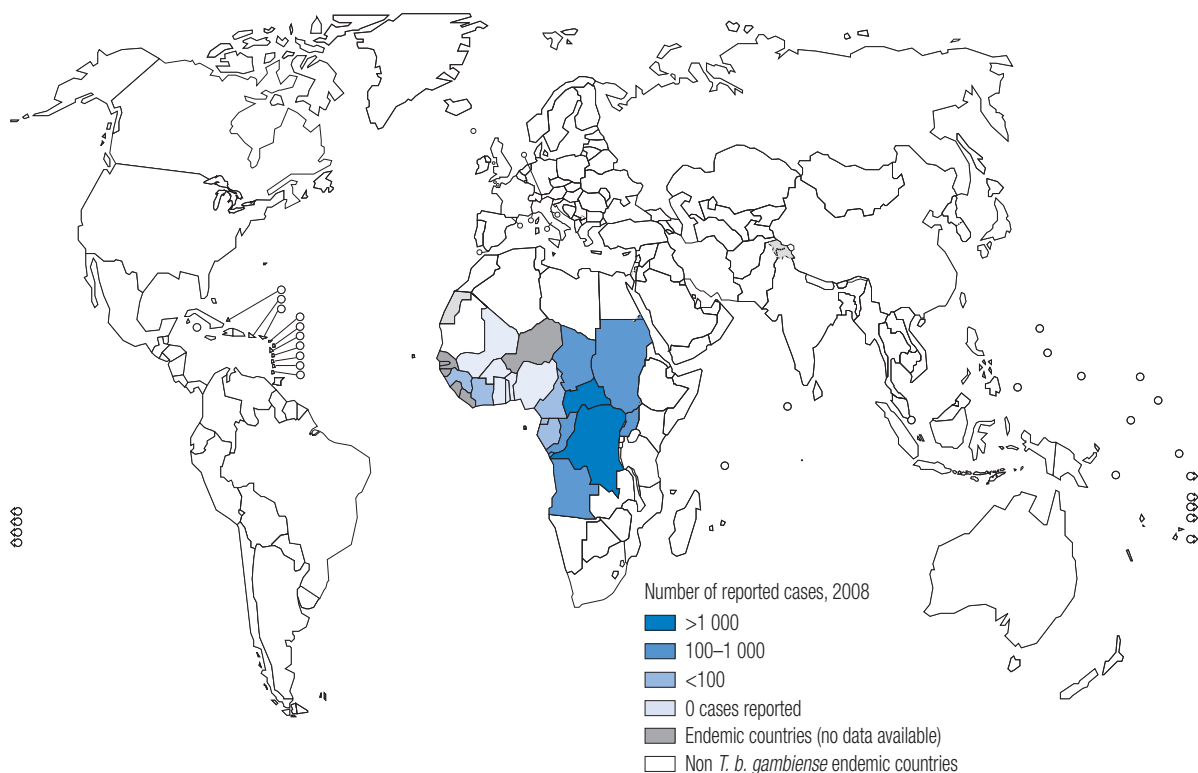 Number of reported cases, 2008
>1 000
100–1 000
<100
0 cases reported
Endemic countries (no data available)
Non T. b. gambiense endemic countries